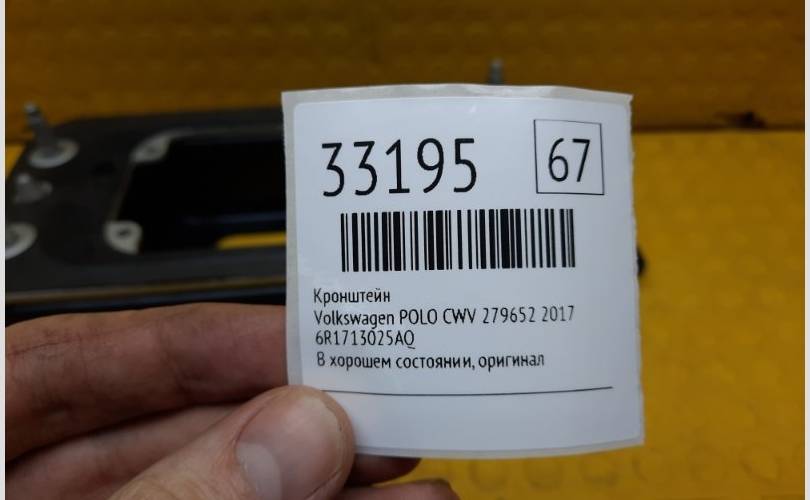 33195
67
Кронштейн
Volkswagen POLO CWV 279652 2017
6R1713025AQ
В хорошем состоянии, оригинал